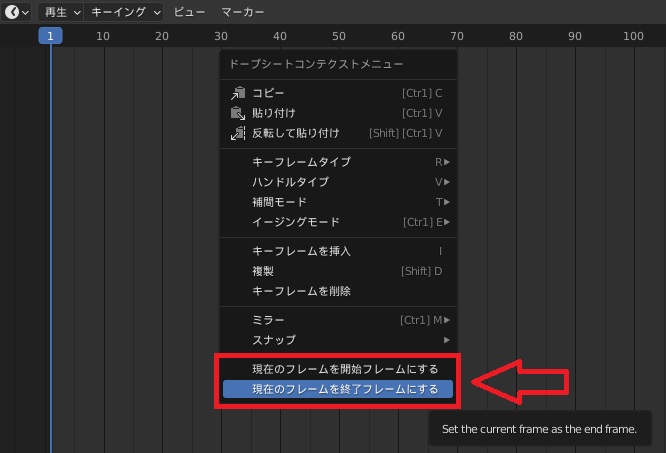 再生 キーイング ビュー マーカー
1 10 20 30 40 50 60 70 80 90 100
ドープシートコンテクストメニュー
コピー [Ctrl] C
貼り付け [Ctrl] V
反転して貼り付け [Shift] [Ctrl] V
キーフレームタイプ R
ハンドルタイプ V
補間モード T
イージングモード [Ctrl] E
キーフレームを挿入 I
複製 [Shift] D
キーフレームを削除
ミラー [Ctrl] M
スナップ
現在のフレームを開始フレームにする
現在のフレームを終了フレームにする
Set the current frame as the end frame.